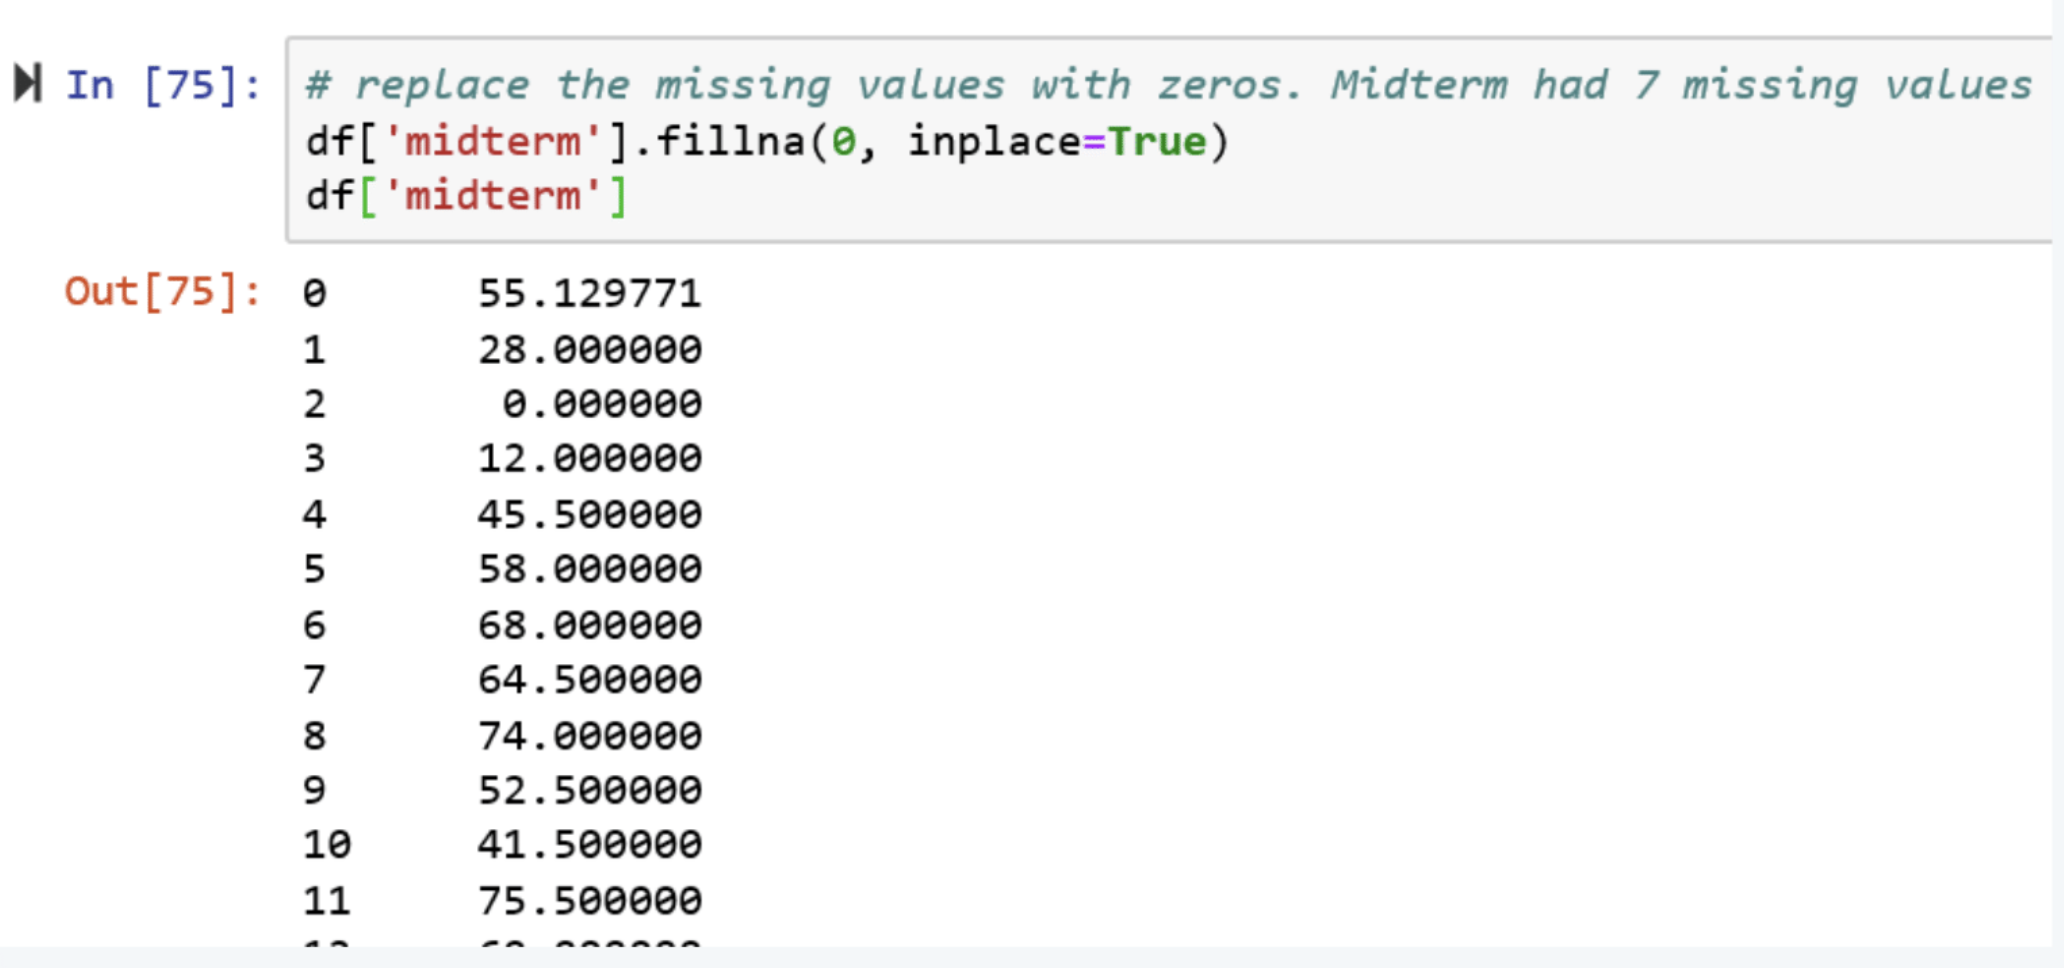 In [75]: # replace the missing values with zeros. Midterm had 7 missing values
df['midterm'].fillna(0, inplace=True)
df['midterm']
Out[75]: 0 55.129771
1 28.000000
2 0.000000
3 12.000000
4 45.500000
5 58.000000
6 68.000000
7 64.500000
8 74.000000
9 52.500000
10 41.500000
11 75.500000